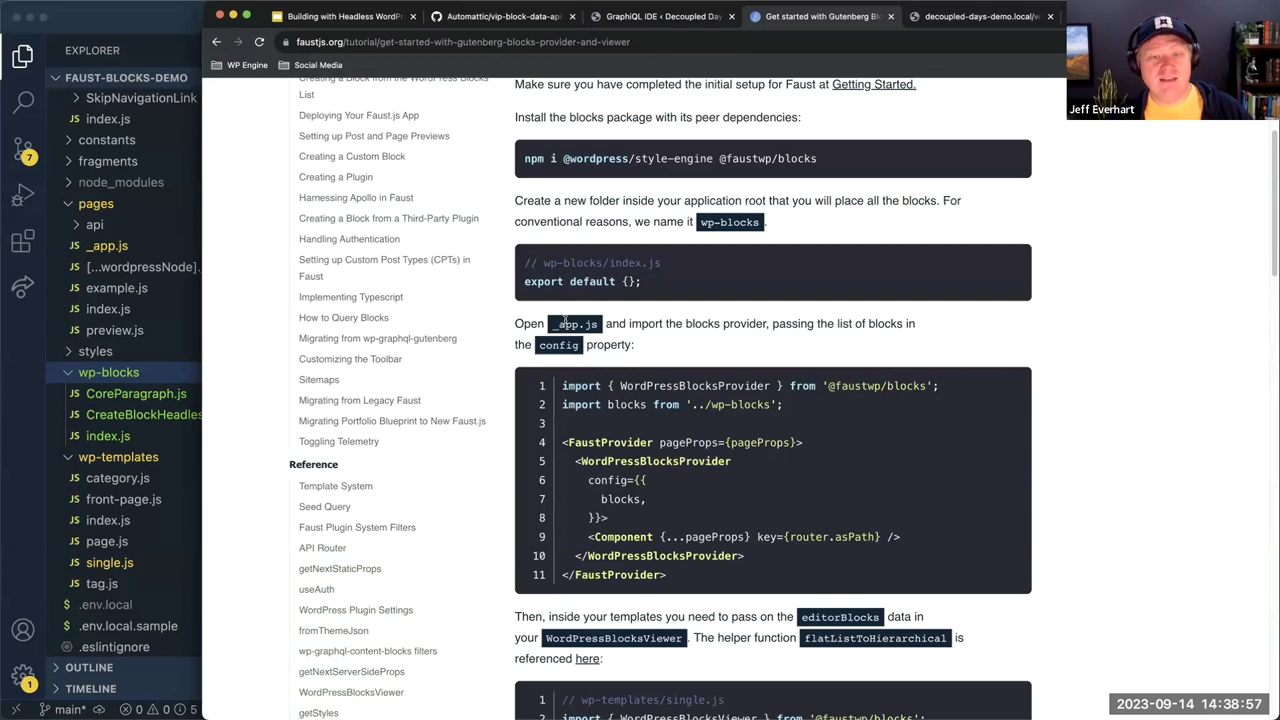 Building with Headless WordPr
Automattic/vip-block-data-api
GraphiQL IDE ‹ Decoupled Day
Get started with Gutenberg Blo
decoupled-days-demo.local/w
faustjs.org/tutorial/get-started-with-gutenberg-blocks-provider-and-viewer
WP Engine
Social Media
Jeff Everhart
EXPLORER
FAUST-BLOCKS-DEMO
SkipNavigationLink
index.js
constants
fragments
node_modules
pages
api
_app.js
[...wordpressNode].
example.js
index.js
preview.js
styles
wp-blocks
CoreParagraph.js
CreateBlockHeadles
index.js
wp-templates
category.js
front-page.js
index.js
page.js
single.js
tag.js
.env.local
.env.local.sample
.eslintignore
OUTLINE
TIMELINE
7
1
main*
0
0
5
Creating a Block from the WordPress Blocks
List
Deploying Your Faust.js App
Setting up Post and Page Previews
Creating a Custom Block
Creating a Plugin
Harnessing Apollo in Faust
Creating a Block from a Third-Party Plugin
Handling Authentication
Setting up Custom Post Types (CPTs) in
Faust
Implementing Typescript
How to Query Blocks
Migrating from wp-graphql-gutenberg
Customizing the Toolbar
Sitemaps
Migrating from Legacy Faust
Migrating Portfolio Blueprint to New Faust.js
Toggling Telemetry
Reference
Template System
Seed Query
Faust Plugin System Filters
API Router
getNextStaticProps
useAuth
WordPress Plugin Settings
fromThemeJson
wp-graphql-content-blocks filters
getNextServerSideProps
WordPressBlocksViewer
getStyles
Make sure you have completed the initial setup for Faust at Getting Started.
Install the blocks package with its peer dependencies:
npm i @wordpress/style-engine @faustwp/blocks
Create a new folder inside your application root that you will place all the blocks. For
conventional reasons, we name it wp-blocks.
// wp-blocks/index.js
export default {};
Open _app.js and import the blocks provider, passing the list of blocks in
the config property:
1 import { WordPressBlocksProvider } from '@faustwp/blocks';
2 import blocks from '../wp-blocks';
3
4 <FaustProvider pageProps={pageProps}>
5 <WordPressBlocksProvider
6 config={{
7 blocks,
8 }}>
9 <Component {...pageProps} key={router.asPath} />
10 </WordPressBlocksProvider>
11 </FaustProvider>
Then, inside your templates you need to pass on the editorBlocks data in
your WordPressBlocksViewer. The helper function flatListToHierarchical is
referenced here:
1 // wp-templates/single.js
2 import { WordPressBlocksViewer } from '@faustwp/blocks';
2023-09-14 14:38:57